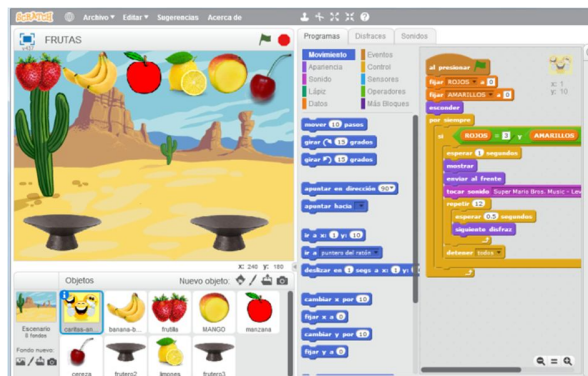 SCRATCH
Archivo Editar Sugerencias Acerca de
v457
FRUTAS
x: 240 y: 180
Objetos Nuevo objeto:
Escenario
8 fondos
Fondo nuevo:
caritas-an...
banana-b...
frutilla
MANGO
manzana
cereza
frutero2
limones
frutero3
Programas Disfraces Sonidos
Movimiento Eventos
Apariencia Control
Sonido Sensores
Lápiz Operadores
Datos Más Bloques
mover 10 pasos
girar 15 grados
girar 15 grados
apuntar en dirección 90
apuntar hacia
ir a x: 1 y: 10
ir a puntero del ratón
deslizar en 1 segs a x: 1 y:
cambiar x por 10
fijar x a 0
cambiar y por 10
fijar y a 0
al presionar
fijar ROJOS a 0
fijar AMARILLOS a 0
esconder
por siempre
si ROJOS = 3 y AMARILLOS
esperar 1 segundos
mostrar
enviar al frente
tocar sonido Super Mario Bros. Music - Lev
repetir 12
esperar 0.5 segundos
siguiente disfraz
detener todos
x: 1
y: 10